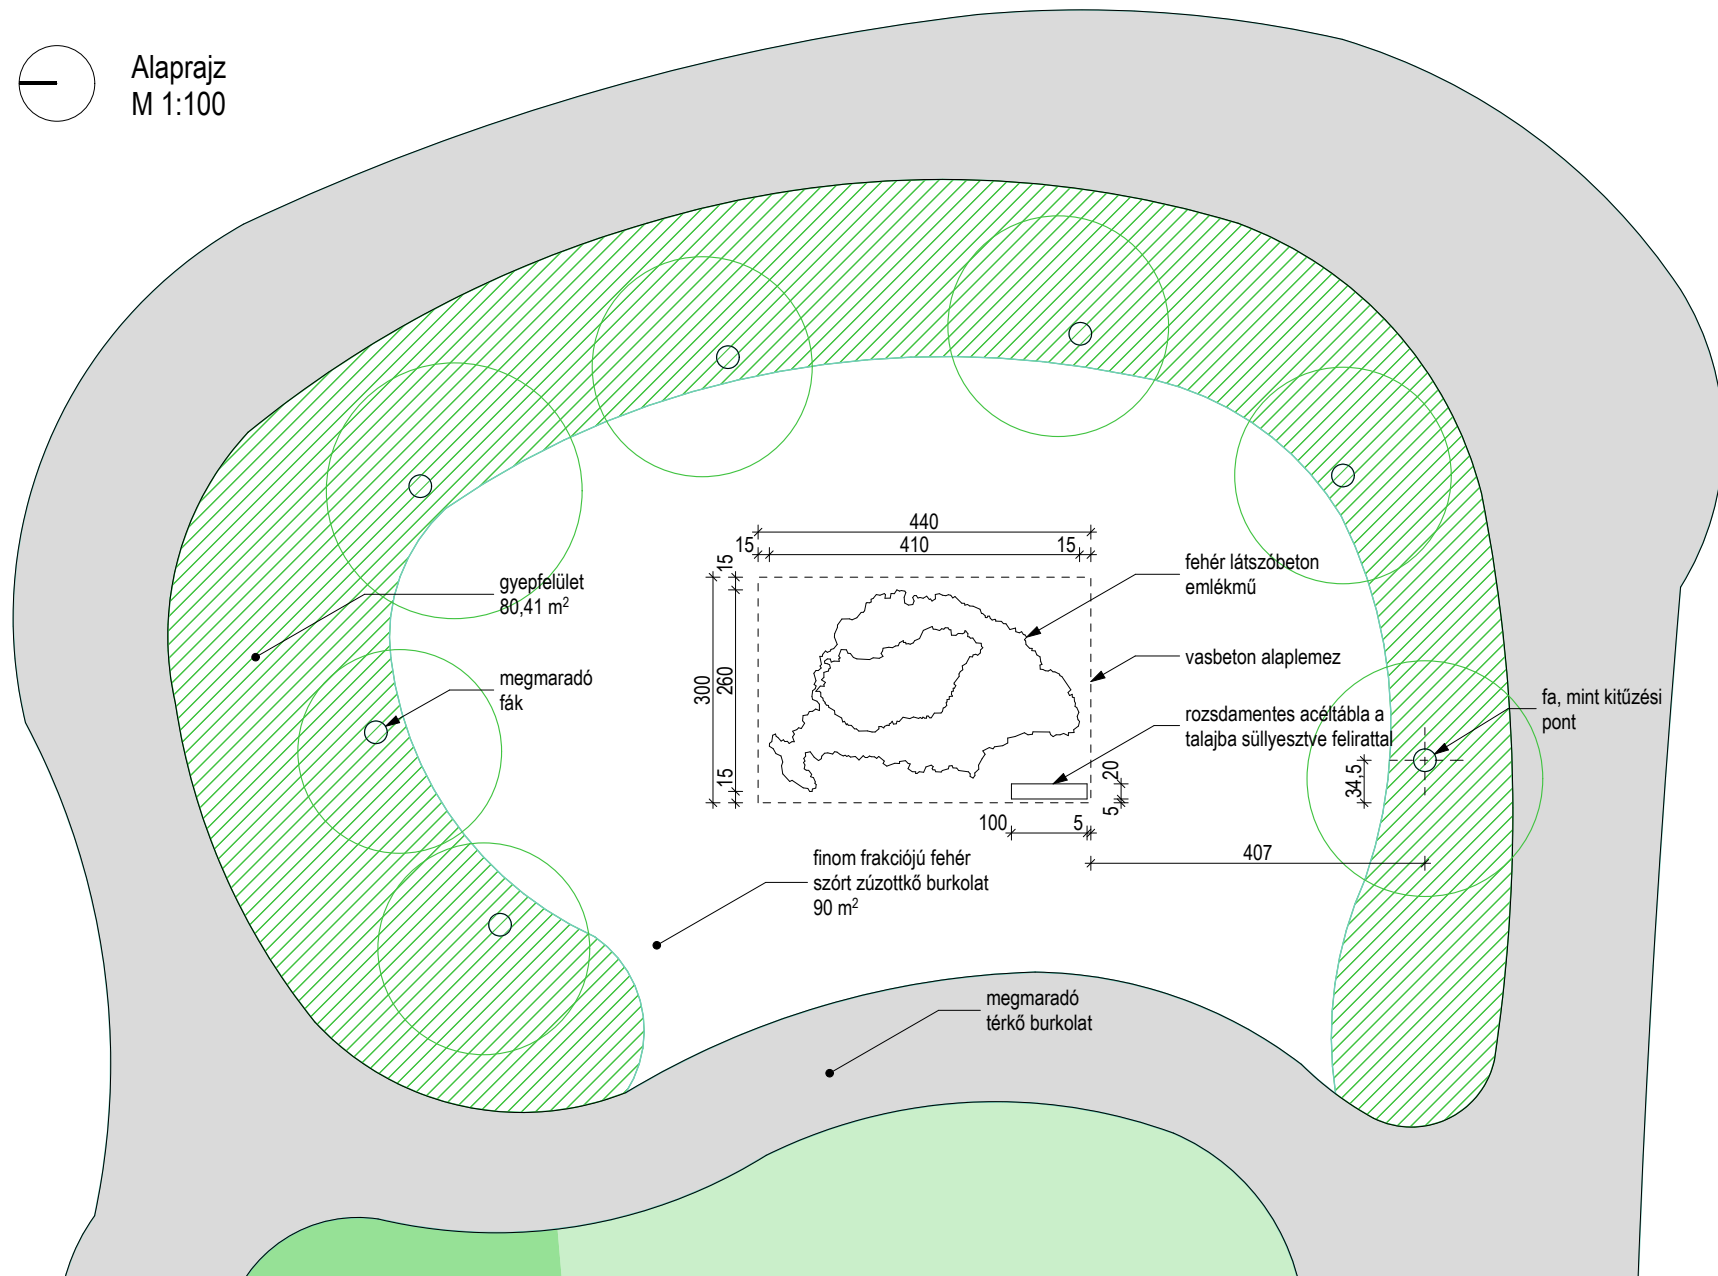 Alaprajz
M 1:100
440
15 410 15
15
300
260
15
fehér látszóbeton
emlékmű
gyepfelület
80,41 m²
vasbeton alaplemez
megmaradó
fák
fa, mint kitűzési
pont
rozsdamentes acéltábla a
talajba süllyesztve felirattal
20
5
34,5
100 5
407
finom frakciójú fehér
szórt zúzottkő burkolat
90 m²
megmaradó
térkő burkolat